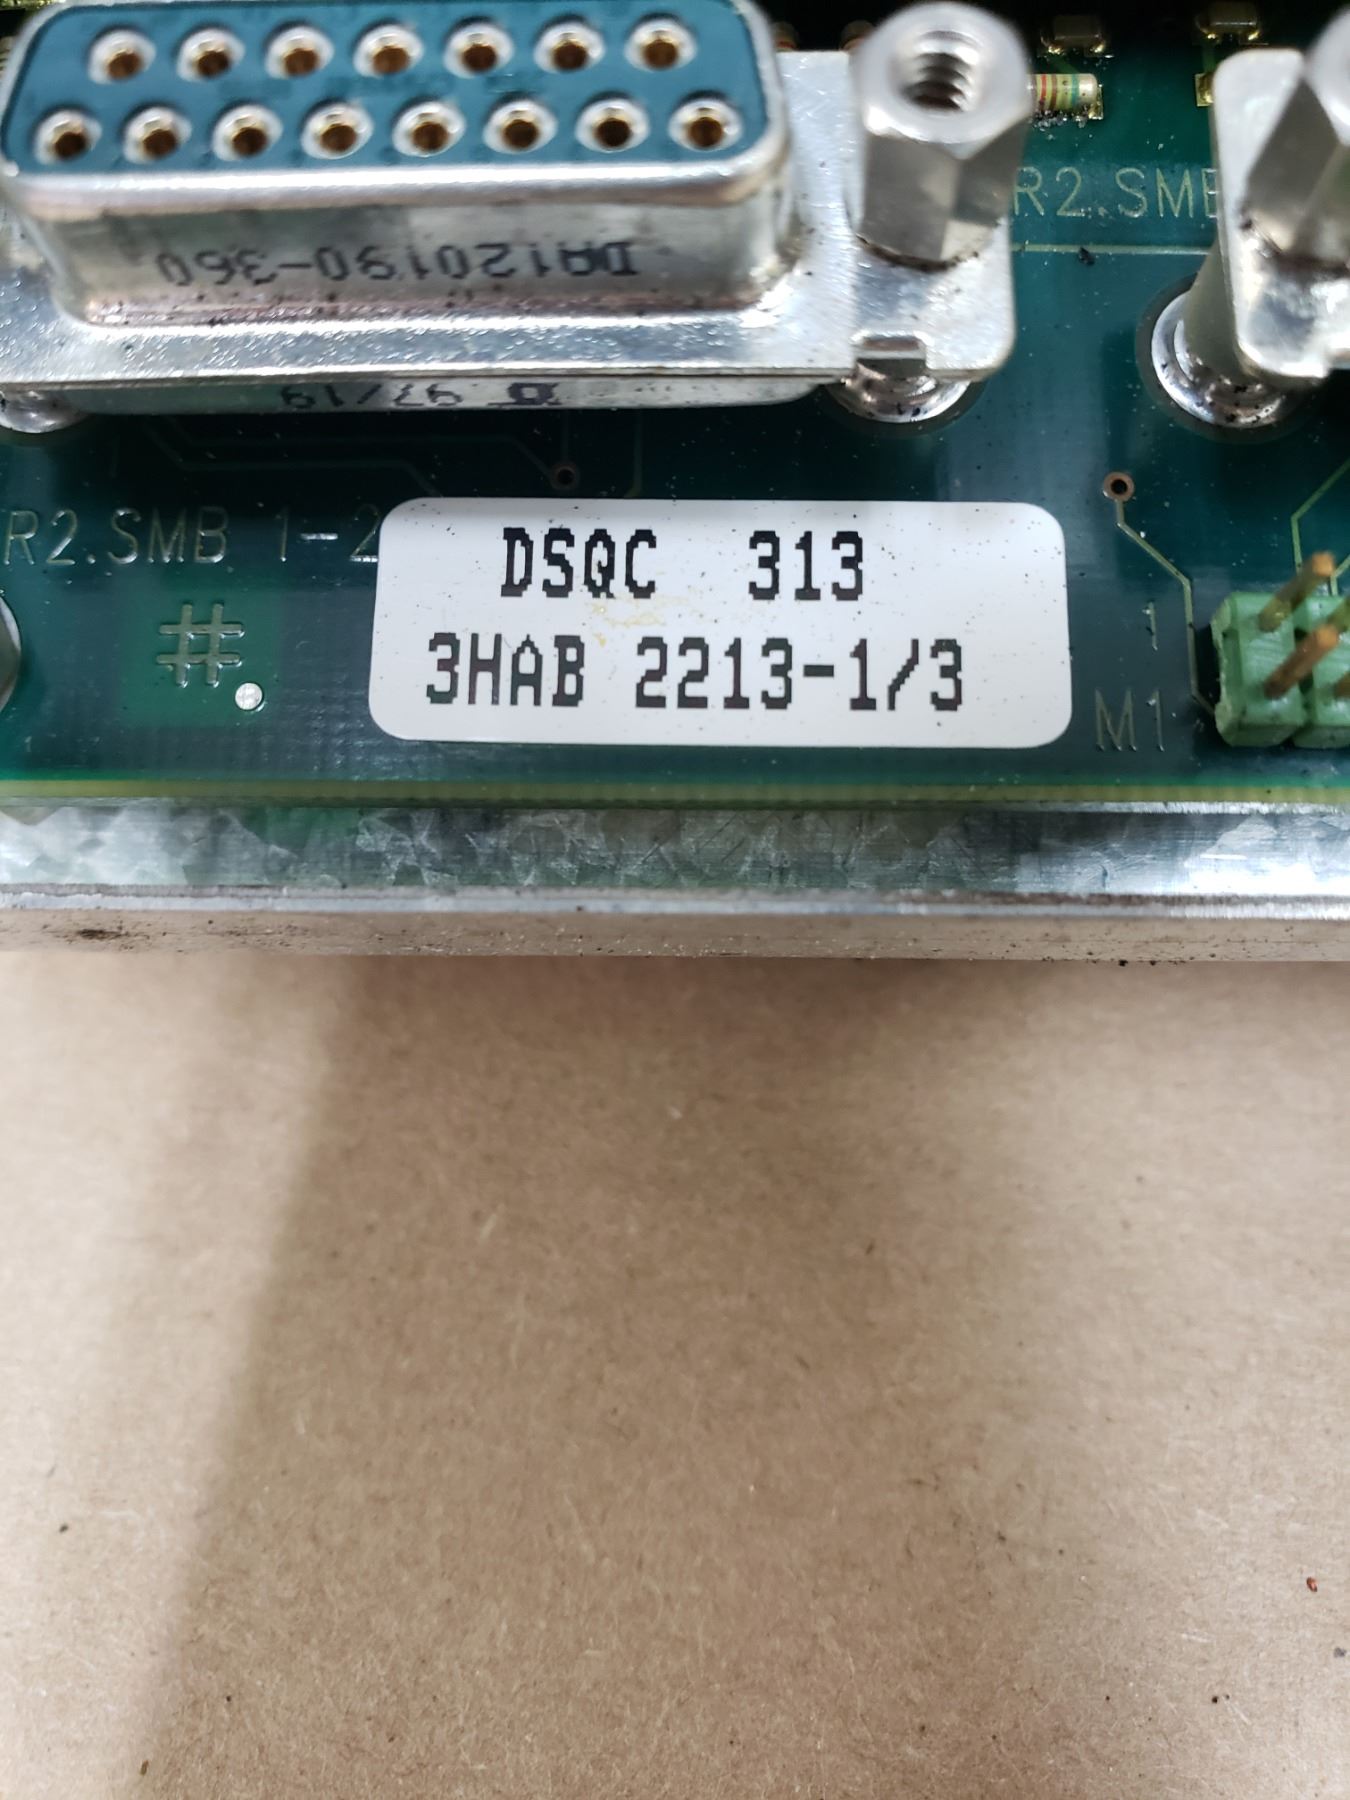 DA120190-360
97/19
R2.SMB
R2.SMB 1-2
DSQC 313
3HAB 2213-1/3
#.
1
M1